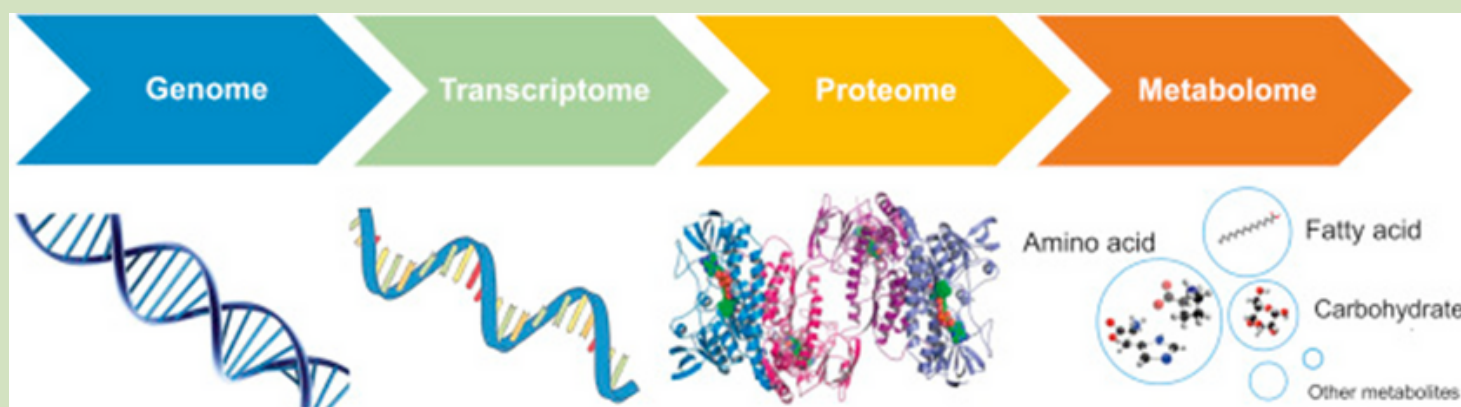 Genome
Transcriptome
Proteome
Metabolome
Amino acid
Fatty acid
Carbohydrate
Other metabolites